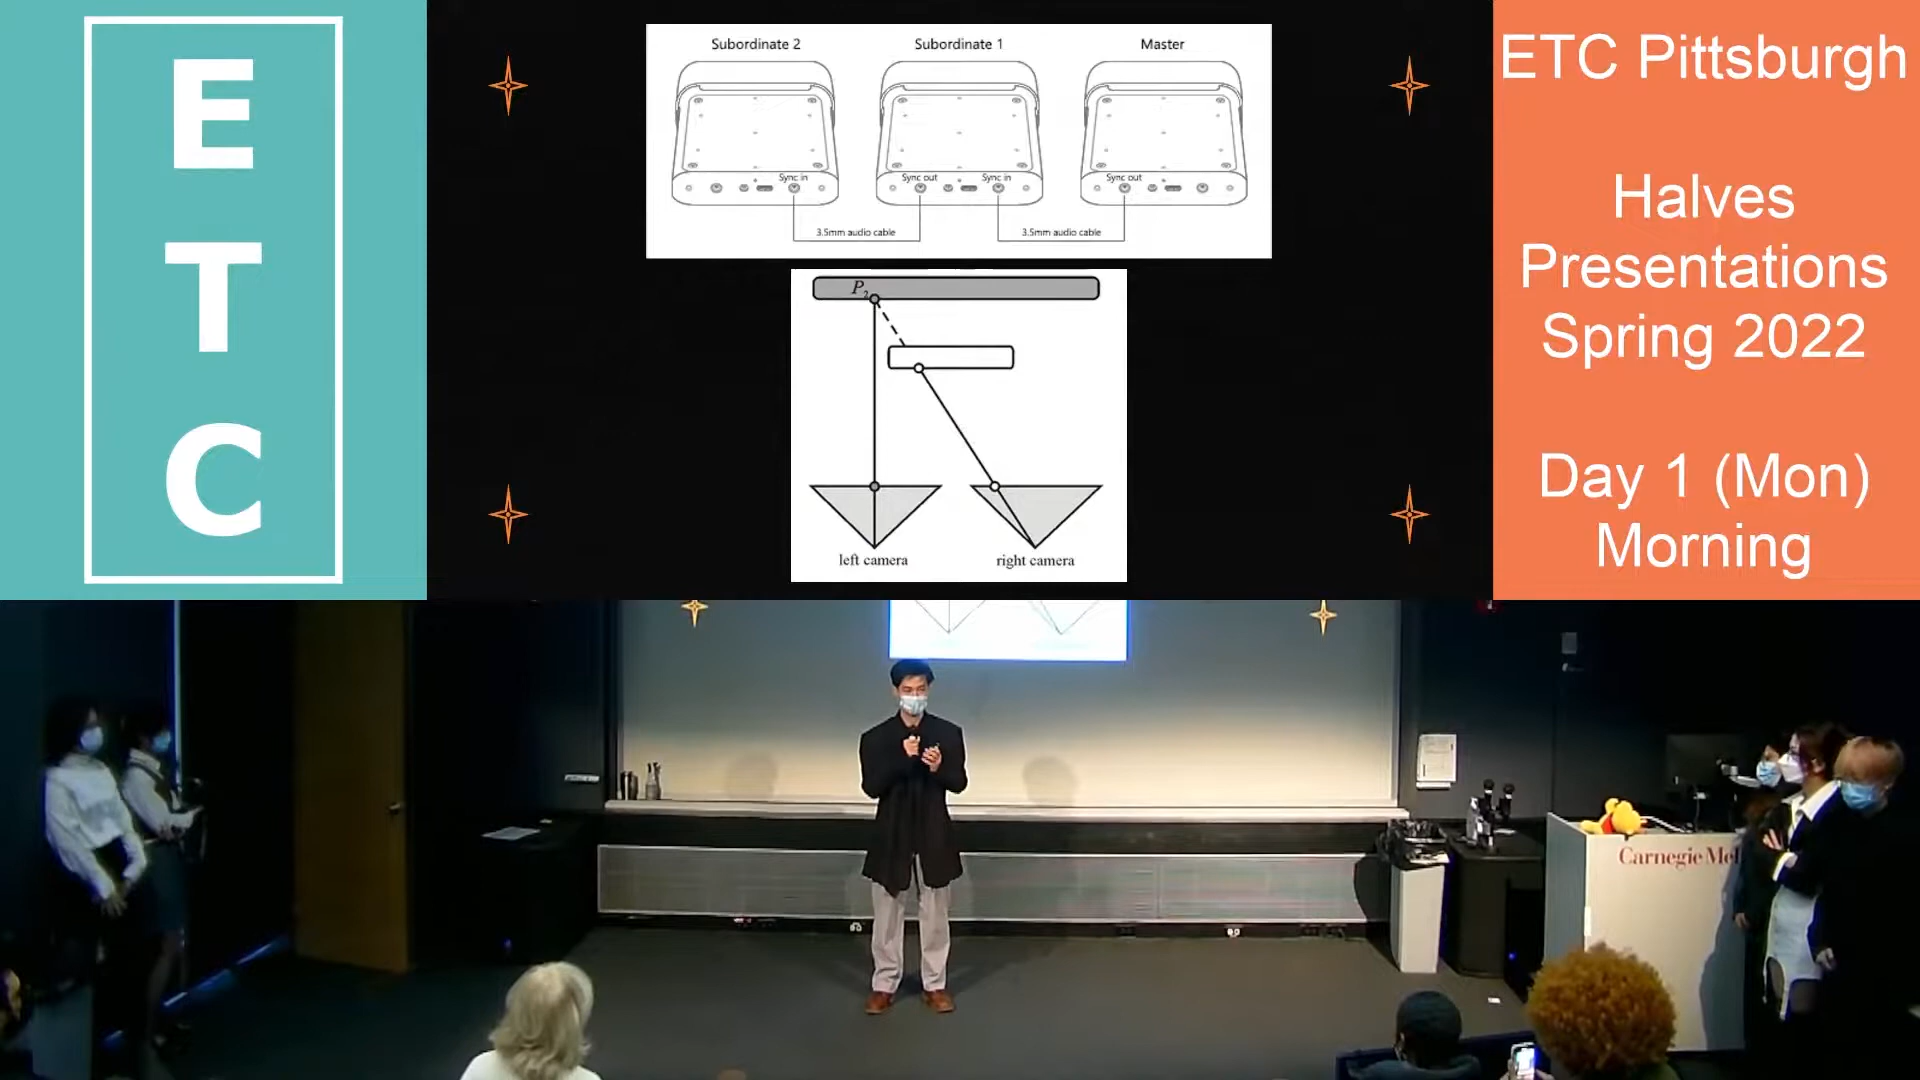 E
T
C
Subordinate 2
Subordinate 1
Master
Sync in
Sync out
Sync in
Sync out
3.5mm audio cable
3.5mm audio cable
P2
left camera
right camera
ETC Pittsburgh
Halves
Presentations
Spring 2022
Day 1 (Mon)
Morning
Carnegie Mel